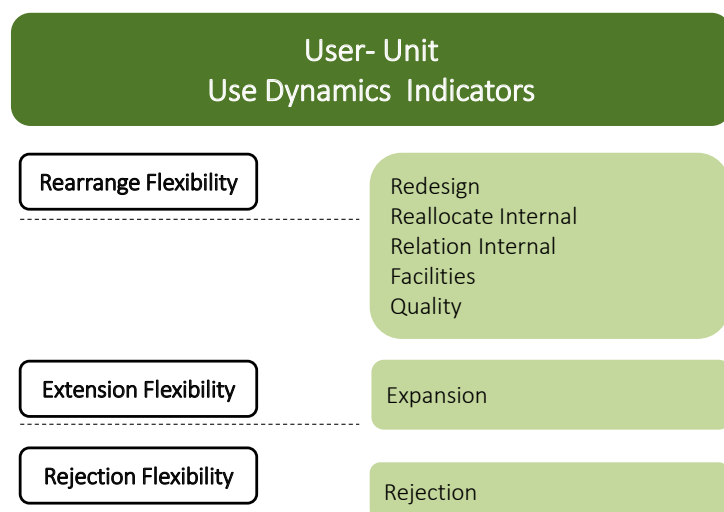 User- Unit
Use Dynamics Indicators
Rearrange Flexibility
Redesign
Reallocate Internal
Relation Internal
Facilities
Quality
Extension Flexibility
Expansion
Rejection Flexibility
Rejection